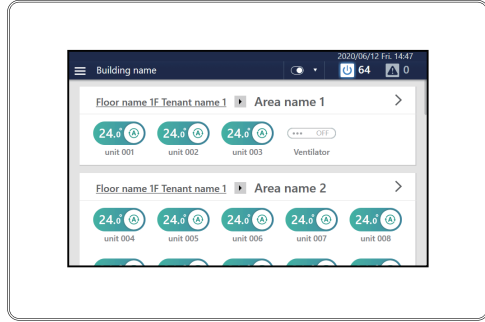 2020/06/12 Fri. 14:47
Building name 64 0
Floor name 1F Tenant name 1 Area name 1
24.0° A 24.0° A 24.0° A OFF
unit 001 unit 002 unit 003 Ventilator
Floor name 1F Tenant name 1 Area name 2
24.0° A 24.0° A 24.0° A 24.0° A 24.0° A
unit 004 unit 005 unit 006 unit 007 unit 008